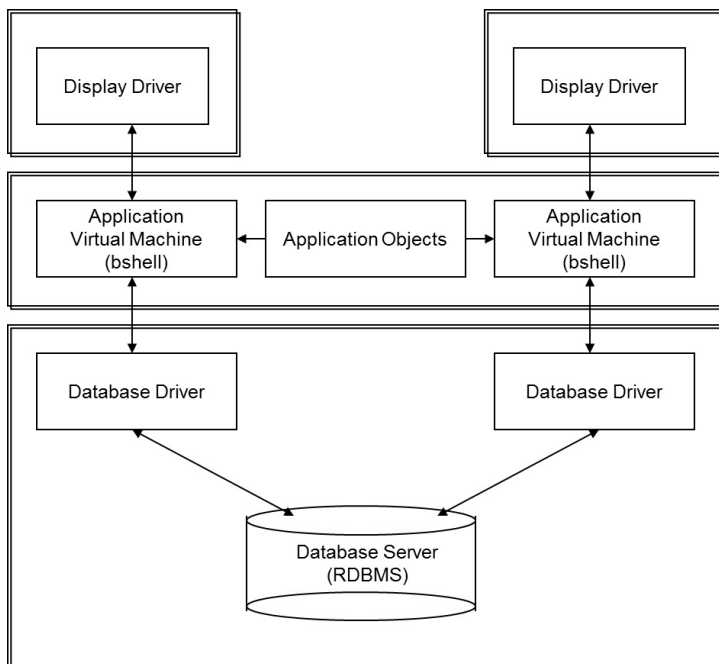 Display Driver
Display Driver
Application
Virtual Machine
(bshell)
Application Objects
Application
Virtual Machine
(bshell)
Database Driver
Database Driver
Database Server
(RDBMS)